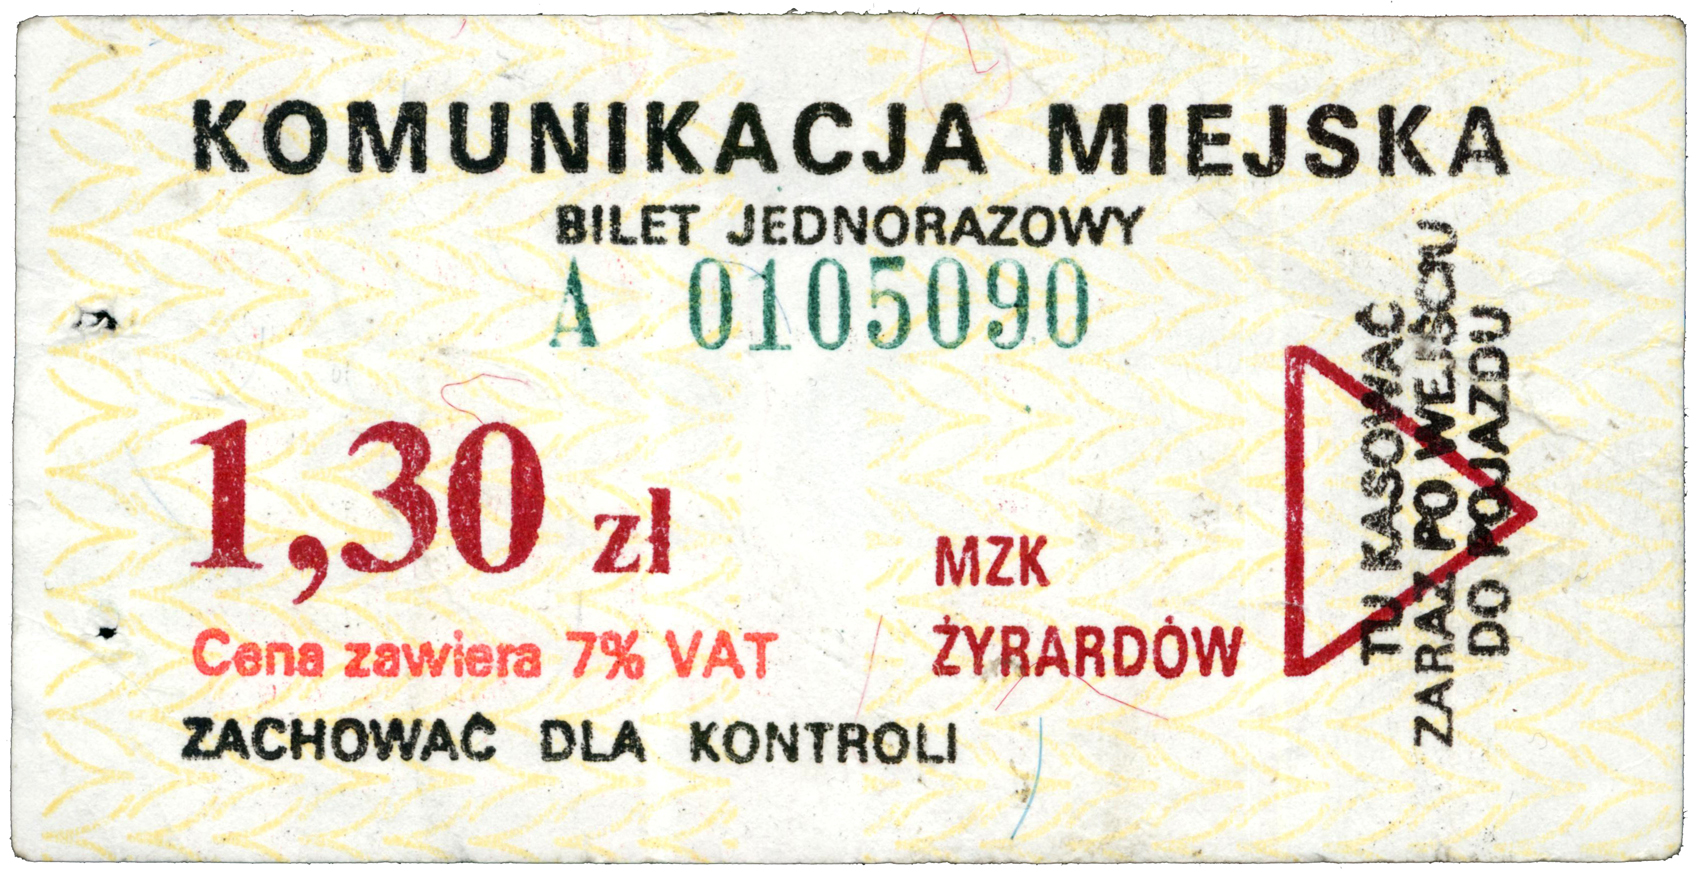 KOMUNIKACJA MIEJSKA
BILET JEDNORAZOWY
A 0105090
1,30 zł
Cena zawiera 7% VAT
ZACHOWAĆ DLA KONTROLI
MZK
ŻYRARDÓW
TU KASOWAĆ
ZARAZ PO WEJŚCIU
DO POJAZDU